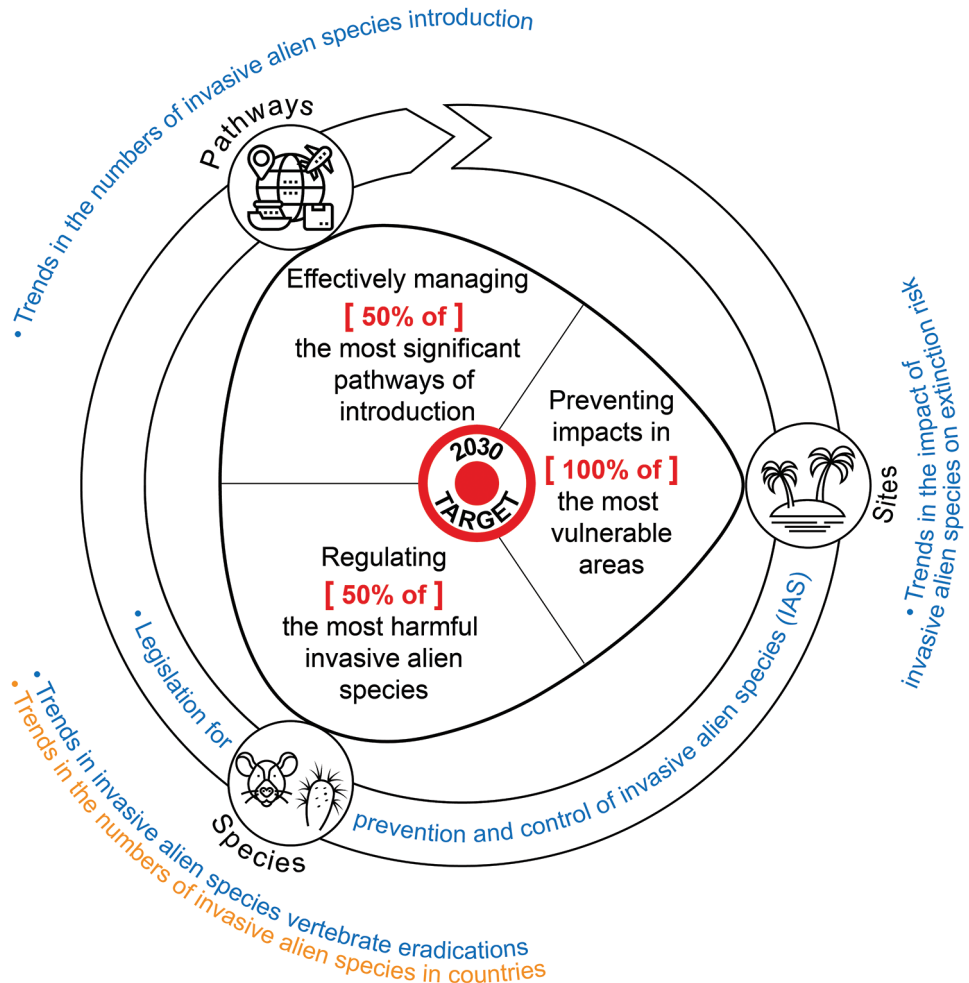 • Trends in the numbers of invasive alien species introduction
Pathways
Effectively managing
[ 50% of ]
the most significant
pathways of
introduction
Preventing
impacts in
[ 100% of ]
the most
vulnerable
areas
2030
TARGET
Regulating
[ 50% of ]
the most harmful
invasive alien
species
Sites
• Trends in the impact of
invasive alien species on extinction risk
• Legislation for
prevention and control of invasive alien species (IAS)
Species
• Trends in invasive alien species vertebrate eradications
• Trends in the numbers of invasive alien species in countries